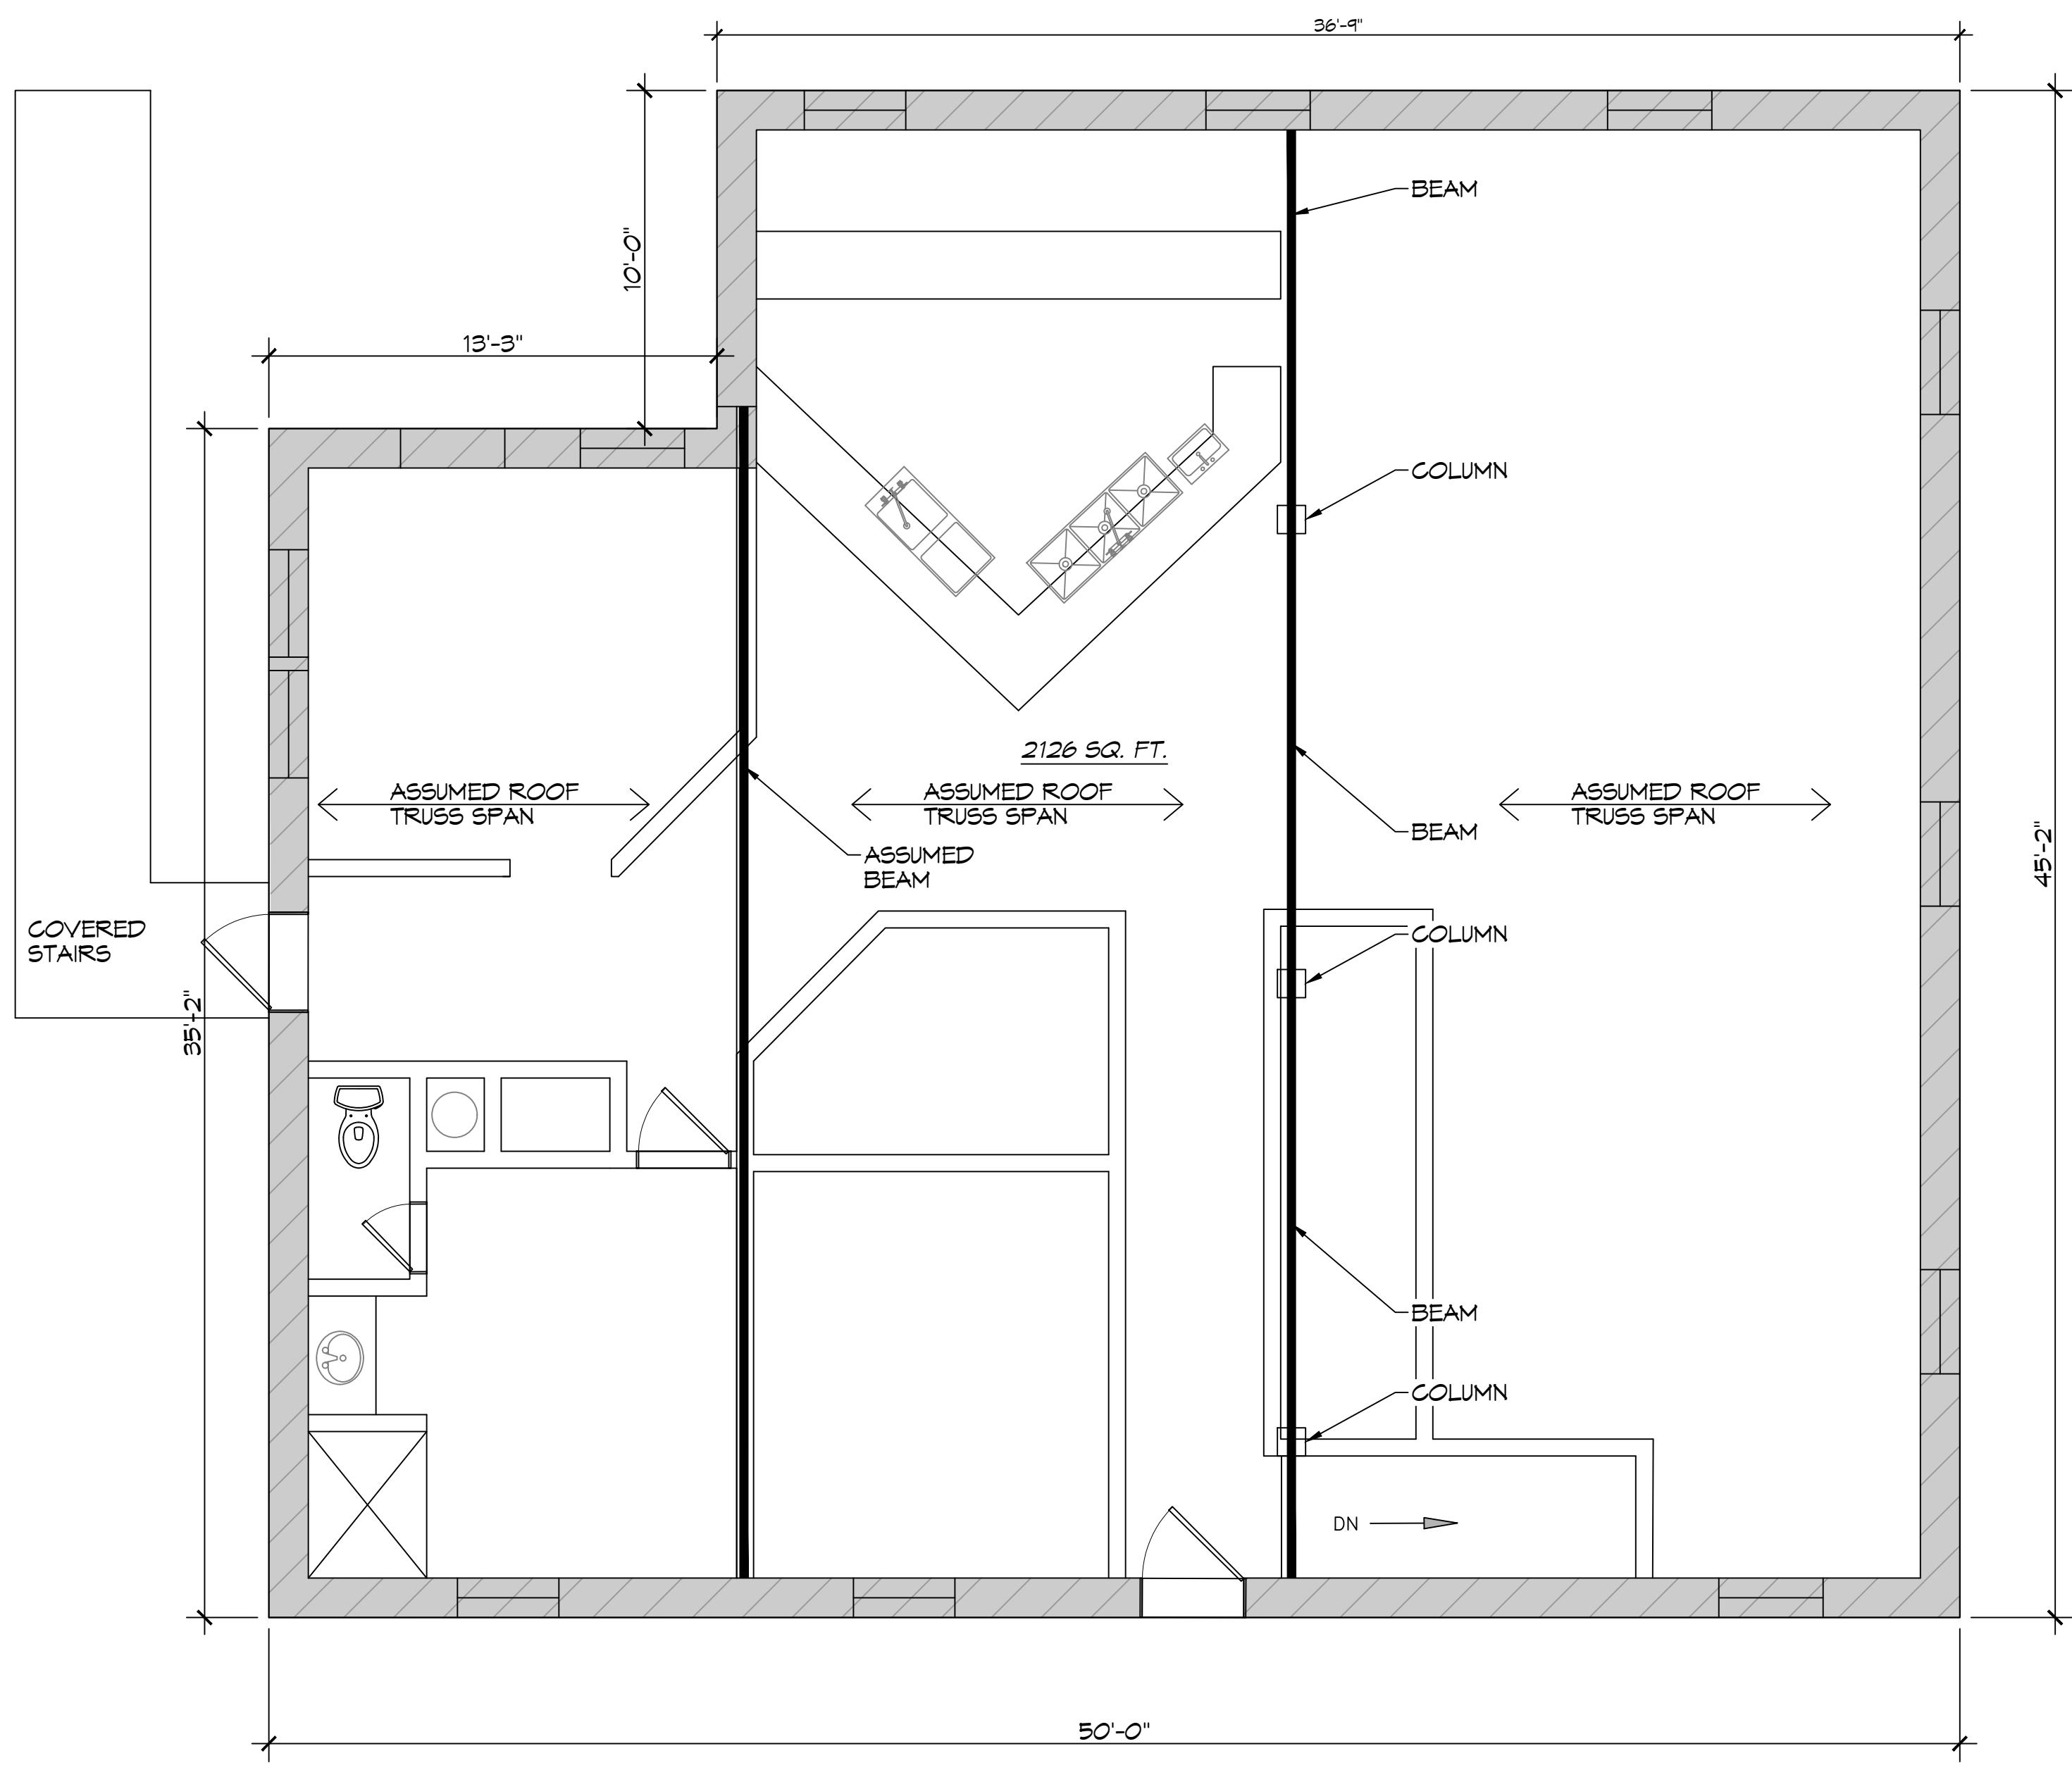 36'-9"
BEAM
10'-0"
13'-3"
COLUMN
2126 SQ. FT.
ASSUMED ROOF
TRUSS SPAN
ASSUMED ROOF
TRUSS SPAN
ASSUMED ROOF
TRUSS SPAN
BEAM
ASSUMED
BEAM
45'-2"
COVERED
STAIRS
COLUMN
35'-2"
BEAM
COLUMN
DN
50'-0"